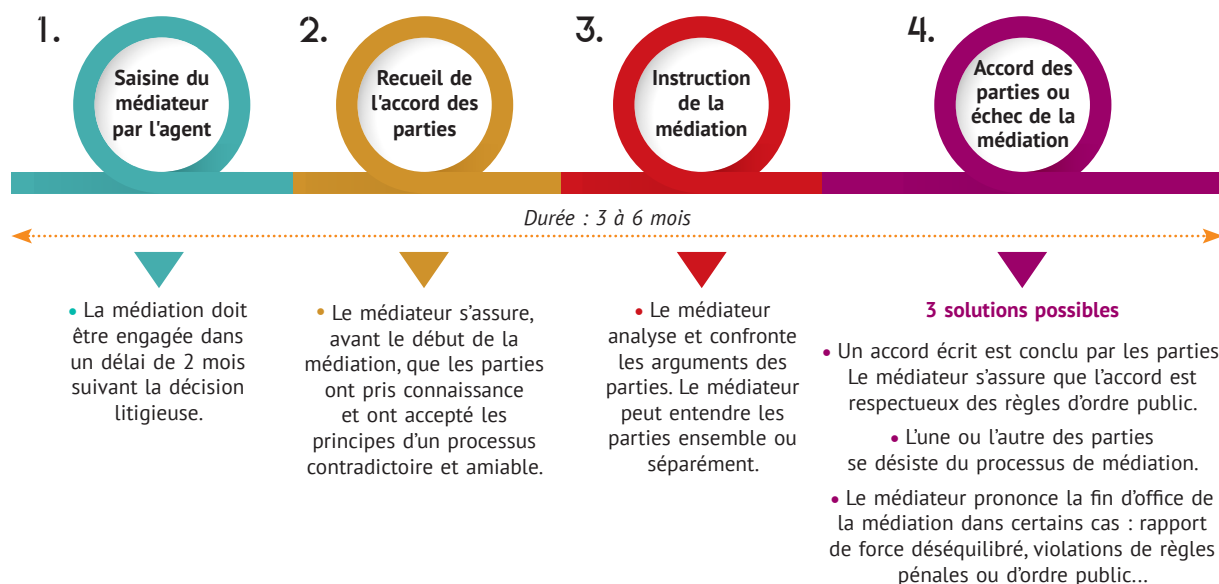 1.
Saisine du
médiateur
par l'agent
2.
Recueil de
l'accord des
parties
3.
Instruction
de la
médiation
4.
Accord des
parties ou
échec de la
médiation
Durée : 3 à 6 mois
• La médiation doit
être engagée dans
un délai de 2 mois
suivant la décision
litigieuse.
• Le médiateur s’assure,
avant le début de la
médiation, que les parties
ont pris connaissance
et ont accepté les
principes d’un processus
contradictoire et amiable.
• Le médiateur
analyse et confronte
les arguments des
parties. Le médiateur
peut entendre les
parties ensemble ou
séparément.
3 solutions possibles
• Un accord écrit est conclu par les parties
Le médiateur s’assure que l’accord est
respectueux des règles d’ordre public.
• L’une ou l’autre des parties
se désiste du processus de médiation.
• Le médiateur prononce la fin d’office de
la médiation dans certains cas : rapport
de force déséquilibré, violations de règles
pénales ou d’ordre public...